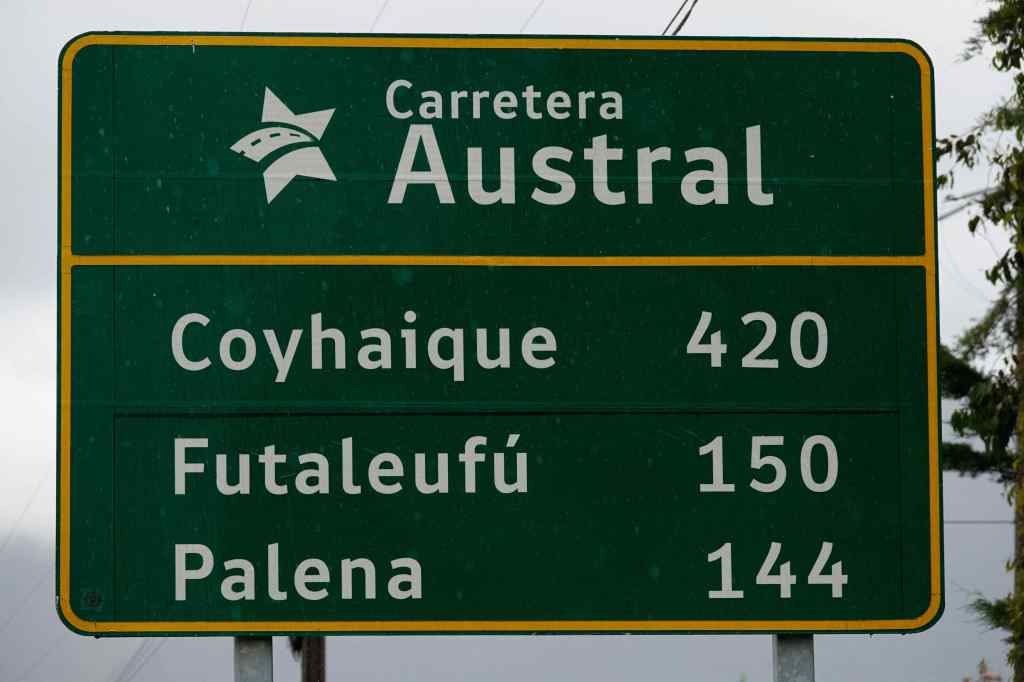 Carretera
Austral
Coyhaique 420
Futaleufú 150
Palena 144